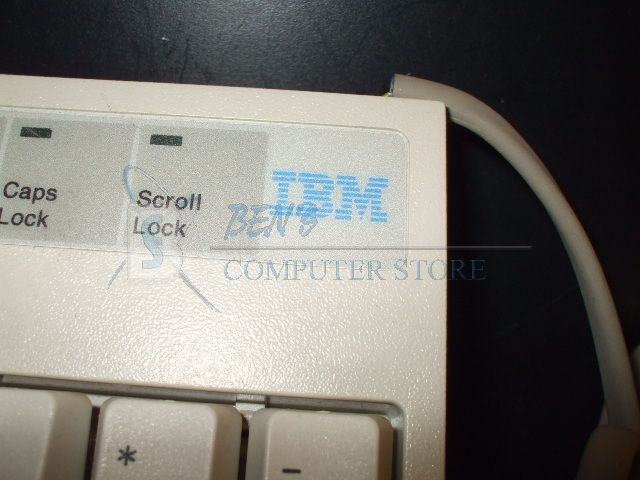 Caps
Lock
Scroll
Lock
IBM
BEN'S
COMPUTER STORE
*
-